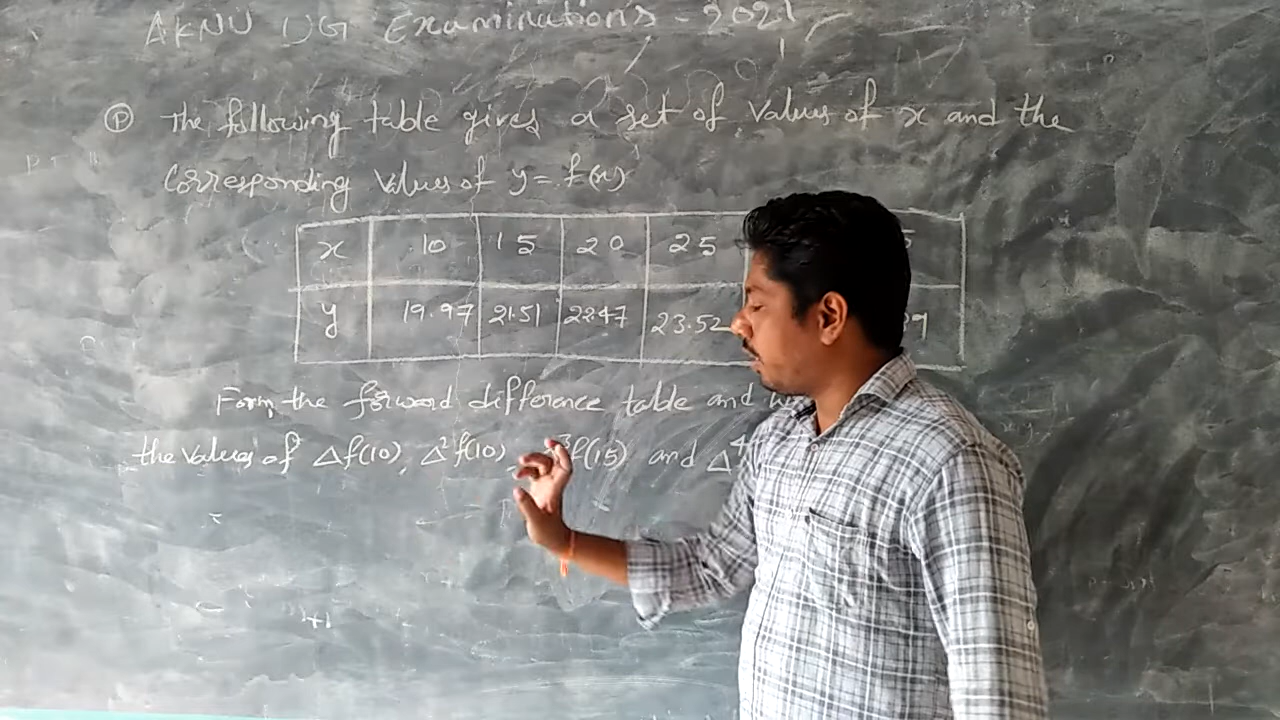 AKNU UG Examinations - 2021
P The following table gives a set of values of x and the
Corresponding Values of y = f(x)
x 10 15 20 25
y 19.97 21.51 22.47 23.52
Form the forward difference table and
the values of Δf(10), Δ²f(10), ³f(15) and Δ⁴